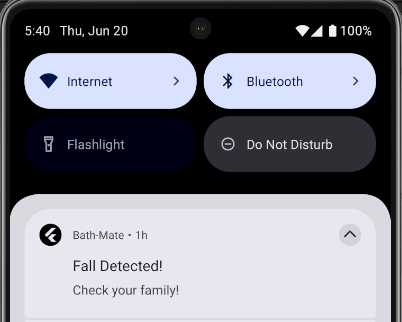 5:40 Thu, Jun 20 100%
Internet Bluetooth
Flashlight Do Not Disturb
Bath-Mate • 1h
Fall Detected!
Check your family!